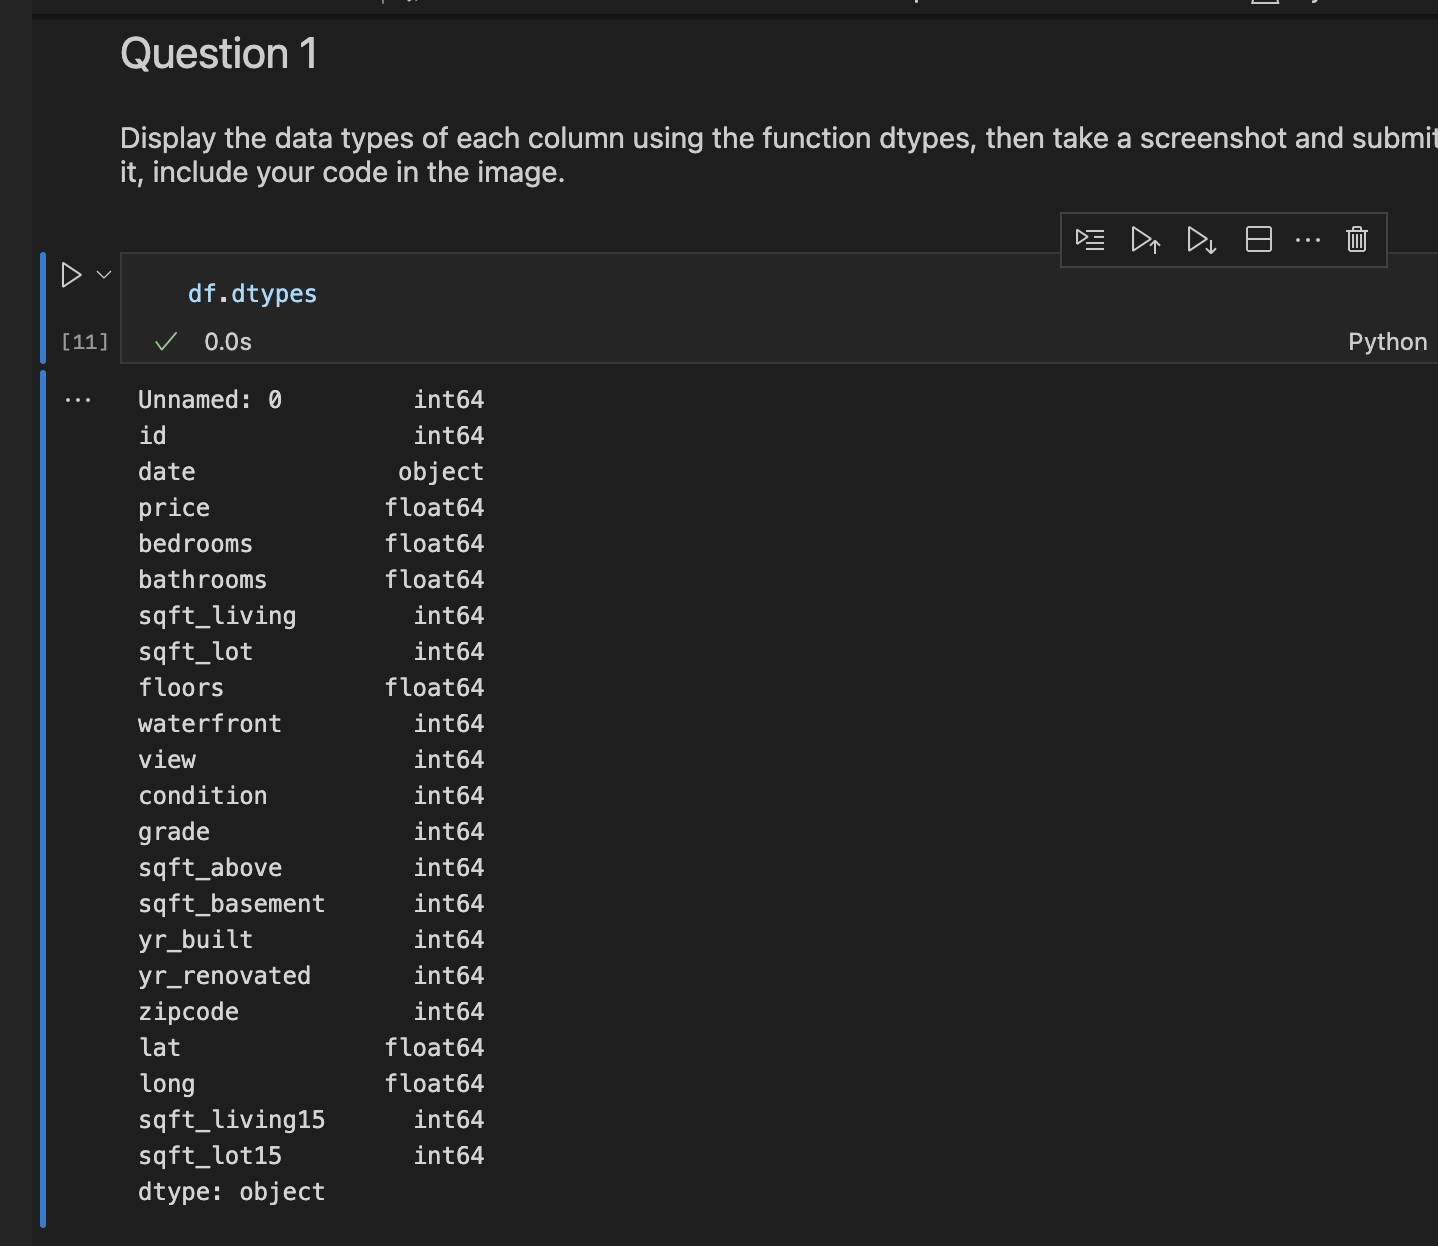 Question 1
Display the data types of each column using the function dtypes, then take a screenshot and submit
it, include your code in the image.
df.dtypes
[11]
0.0s
Python
Unnamed: 0 int64
id int64
date object
price float64
bedrooms float64
bathrooms float64
sqft_living int64
sqft_lot int64
floors float64
waterfront int64
view int64
condition int64
grade int64
sqft_above int64
sqft_basement int64
yr_built int64
yr_renovated int64
zipcode int64
lat float64
long float64
sqft_living15 int64
sqft_lot15 int64
dtype: object